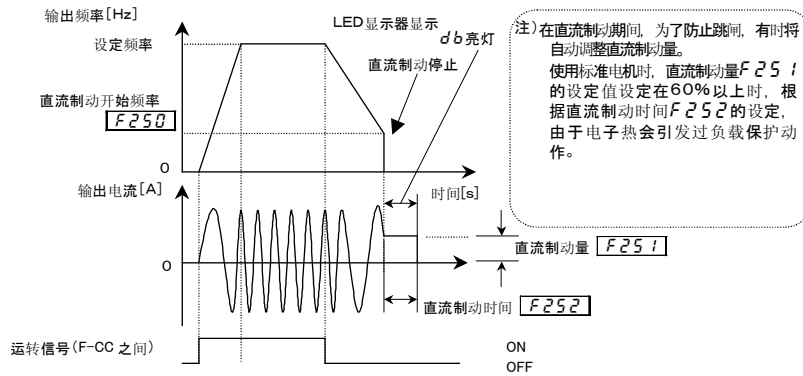 输出频率[Hz]
设定频率
直流制动开始频率
F250
0
LED显示器显示
db亮灯
直流制动停止
注)在直流制动期间，为了防止跳闸，有时将
自动调整直流制动量。
使用标准电机时，直流制动量F251
的设定值设定在60%以上时，根
据直流制动时间F252的设定，
由于电子热会引发过负载保护动
作。
输出电流[A]
时间[s]
0
直流制动量 F251
直流制动时间 F252
运转信号(F-CC 之间)
ON
OFF